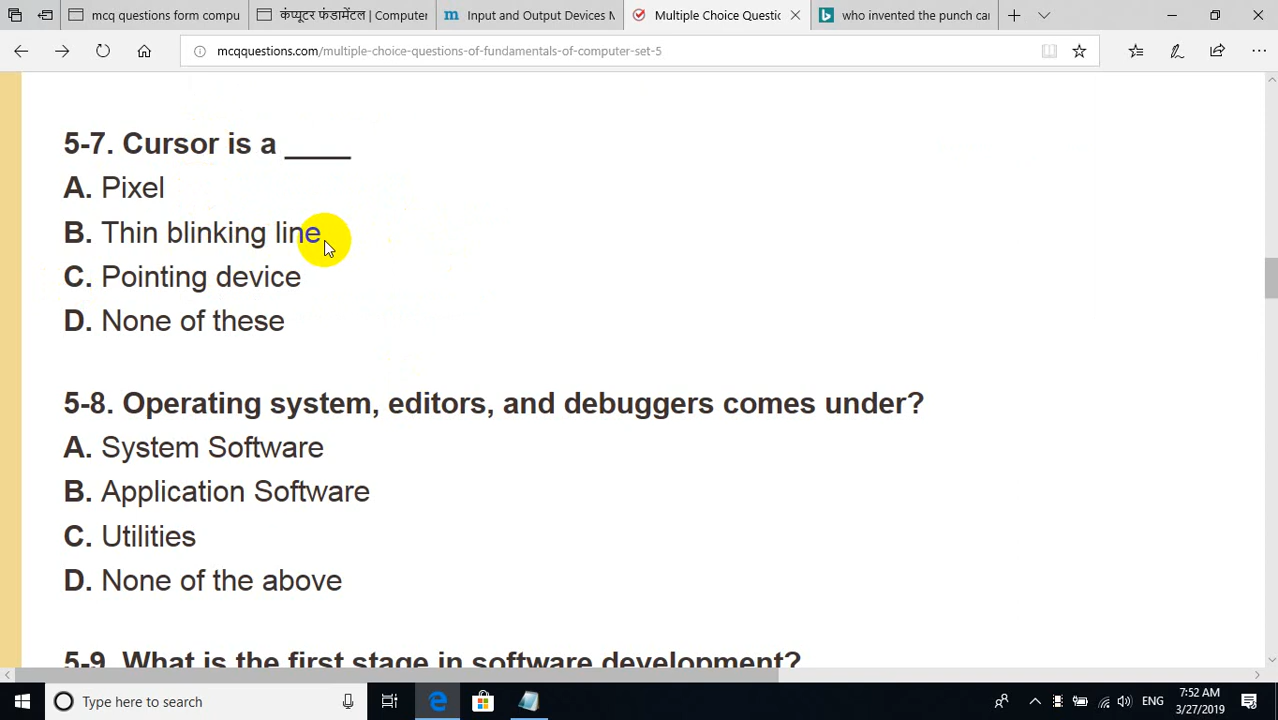 mcq questions form compu
कंप्यूटर फंडामेंटल | Computer
m Input and Output Devices M
Multiple Choice Questic
who invented the punch car
mcqquestions.com/multiple-choice-questions-of-fundamentals-of-computer-set-5
5-7. Cursor is a ____
A. Pixel
B. Thin blinking line
C. Pointing device
D. None of these
5-8. Operating system, editors, and debuggers comes under?
A. System Software
B. Application Software
C. Utilities
D. None of the above
5-9. What is the first stage in software development?
Type here to search
ENG
7:52 AM
3/27/2019